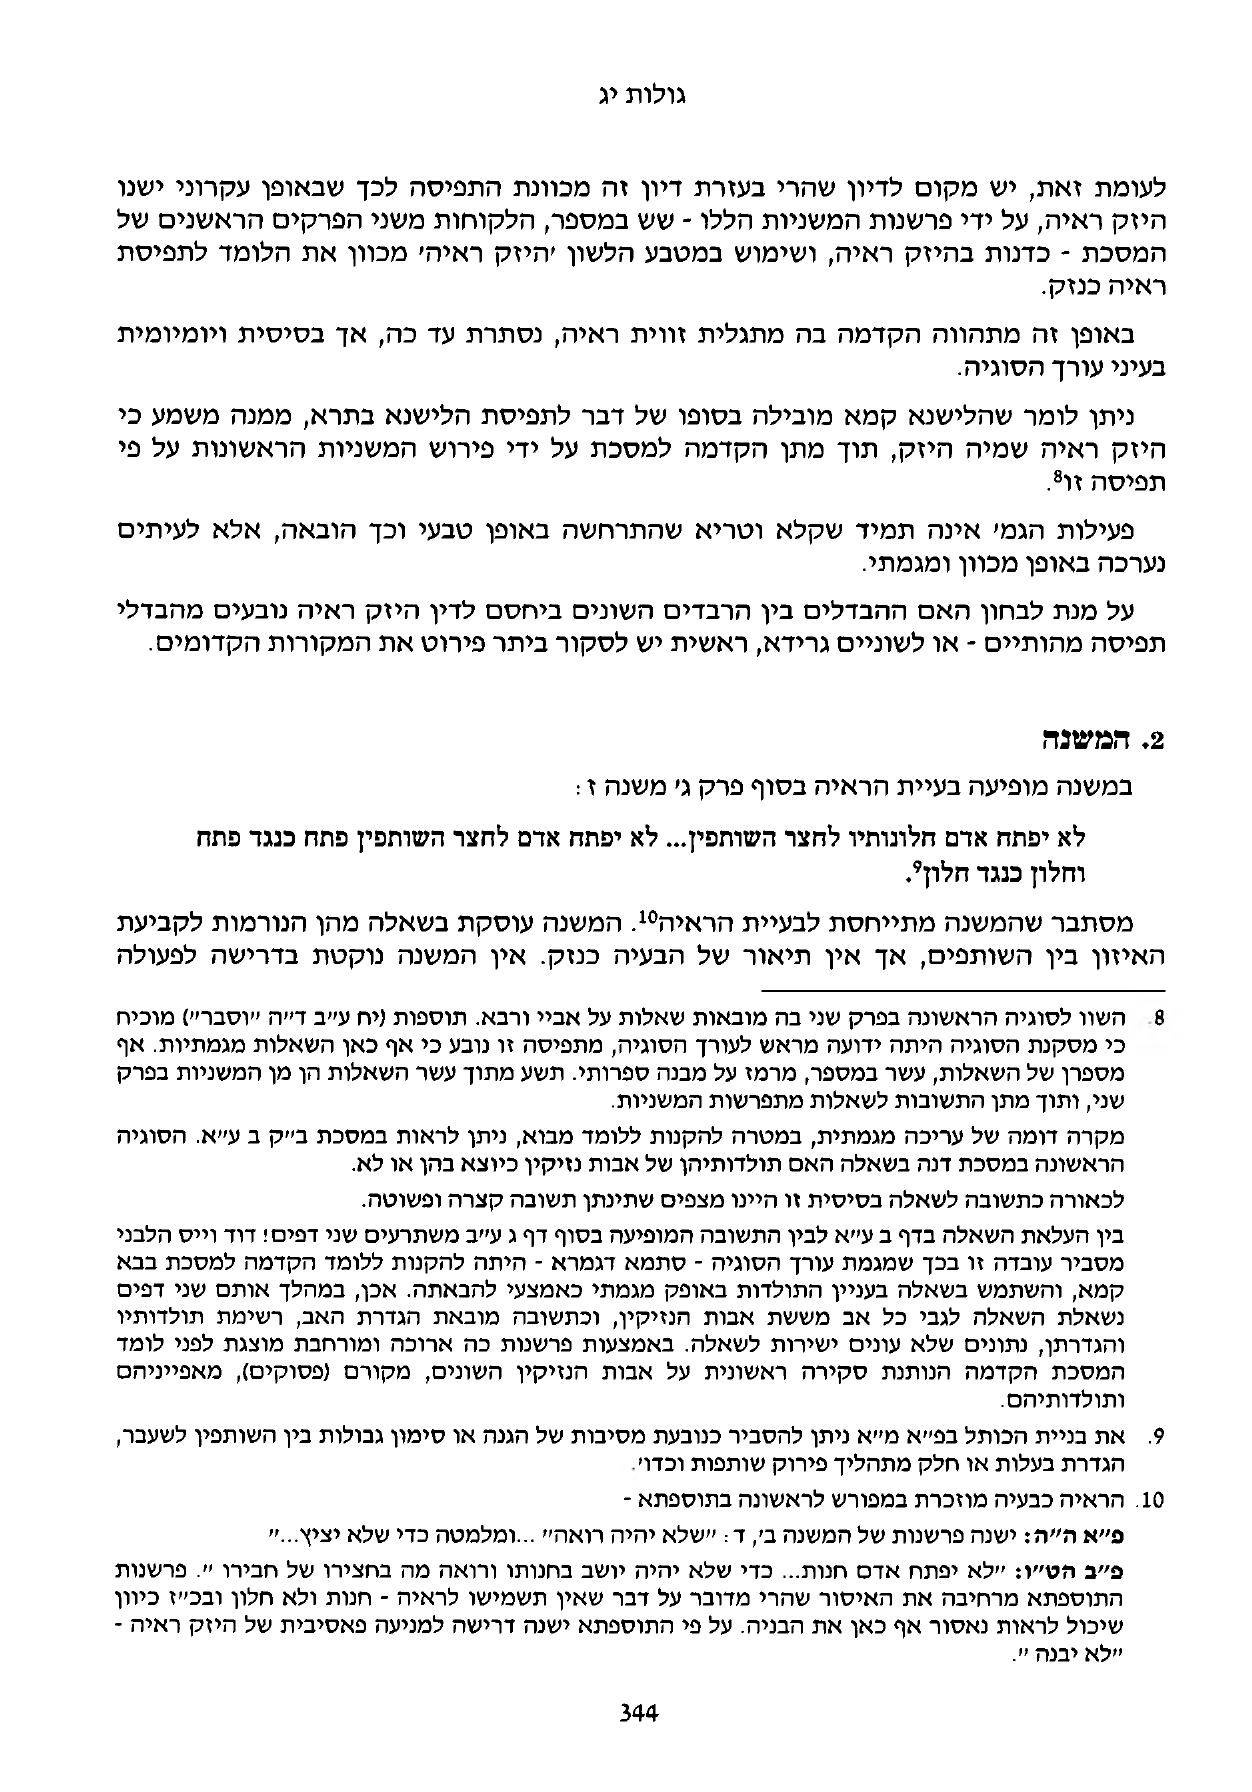 גולות יג
לעומת זאת, יש מקום לדיון שהרי בעזרת דיון זה מכוונת התפיסה לכך שבאופן עקרוני ישנו
היזק ראיה, על ידי פרשנות המשניות הללו - שש במספר, הלקוחות משני הפרקים הראשנים של
המסכת - כדנות בהיזק ראיה, ושימוש במטבע הלשון 'היזק ראיה' מכוון את הלומד לתפיסת
ראיה כנזק.
באופן זה מתהווה הקדמה בה מתגלית זווית ראיה, נסתרת עד כה, אך בסיסית ויומיומית
בעיני עורך הסוגיה.
ניתן לומר שהלישנא קמא מובילה בסופו של דבר לתפיסת הלישנא בתרא, ממנה משמע כי
היזק ראיה שמיה היזק, תוך מתן הקדמה למסכת על ידי פירוש המשניות הראשונות על פי
תפיסה זו8.
פעילות הגמ' אינה תמיד שקלא וטריא שהתרחשה באופן טבעי וכך הובאה, אלא לעיתים
נערכה באופן מכוון ומגמתי.
על מנת לבחון האם ההבדלים בין הרבדים השונים ביחסם לדין היזק ראיה נובעים מהבדלי
תפיסה מהותיים - או לשוניים גרידא, ראשית יש לסקור ביתר פירוט את המקורות הקדומים.
2. המשנה
במשנה מופיעה בעיית הראיה בסוף פרק ג' משנה ז:
לא יפתח אדם חלונותיו לחצר השותפין... לא יפתח אדם לחצר השותפין פתח כנגד פתח
וחלון כנגד חלון9.
מסתבר שהמשנה מתייחסת לבעיית הראיה10. המשנה עוסקת בשאלה מהן הנורמות לקביעת
האיזון בין השותפים, אך אין תיאור של הבעיה כנזק. אין המשנה נוקטת בדרישה לפעולה
8. השוו לסוגיה הראשונה בפרק שני בה מובאות שאלות על אביי ורבא. תוספות (יח ע"ב ד"ה "וסבר") מוכיח
כי מסקנת הסוגיה היתה ידועה מראש לעורך הסוגיה, מתפיסה זו נובע כי אף כאן השאלות מגמתיות. אף
מספרן של השאלות, עשר במספר, מרמז על מבנה ספרותי. תשע מתוך עשר השאלות הן מן המשניות בפרק
שני, ותוך מתן התשובות לשאלות מתפרשות המשניות.
מקרה דומה של עריכה מגמתית, במטרה להקנות ללומד מבוא, ניתן לראות במסכת ב"ק ב ע"א. הסוגיה
הראשונה במסכת דנה בשאלה האם תולדותיהן של אבות נזיקין כיוצא בהן או לא.
לכאורה כתשובה לשאלה בסיסית זו היינו מצפים שתינתן תשובה קצרה ופשוטה.
בין העלאת השאלה בדף ב ע"א לבין התשובה המופיעה בסוף דף ג ע"ב משתרעים שני דפים! דוד וייס הלבני
מסביר עובדה זו בכך שמגמת עורך הסוגיה - סתמא דגמרא - היתה להקנות ללומד הקדמה למסכת בבא
קמא, והשתמש בשאלה בעניין התולדות באופק מגמתי כאמצעי להבאתה. אכן, במהלך אותם שני דפים
נשאלת השאלה לגבי כל אב מששת אבות הנזיקין, וכתשובה מובאת הגדרת האב, רשימת תולדותיו
והגדרתן, נתונים שלא עונים ישירות לשאלה. באמצעות פרשנות כה ארוכה ומורחבת מוצגת לפני לומד
המסכת הקדמה הנותנת סקירה ראשונית על אבות הנזיקין השונים, מקורם (פסוקים), מאפייניהם
ותולדותיהם.
9. את בניית הכותל בפ"א מ"א ניתן להסביר כנובעת מסיבות של הגנה או סימון גבולות בין השותפין לשעבר,
הגדרת בעלות או חלק מתהליך פירוק שותפות וכדו'.
10. הראיה כבעיה מוזכרת במפורש לראשונה בתוספתא -
פ"א ה"ה: ישנה פרשנות של המשנה ב', ד: "שלא יהיה רואה" ...ומלמטה כדי שלא יציץ..."
פ"ב הט"ו: "לא יפתח אדם חנות... כדי שלא יהיה יושב בחנותו ורואה מה בחצירו של חבירו ". פרשנות
התוספתא מרחיבה את האיסור שהרי מדובר על דבר שאין תשמישו לראיה - חנות ולא חלון ובכ"ז כיוון
שיכול לראות נאסור אף כאן את הבניה. על פי התוספתא ישנה דרישה למניעה פאסיבית של היזק ראיה -
"לא יבנה ".
344